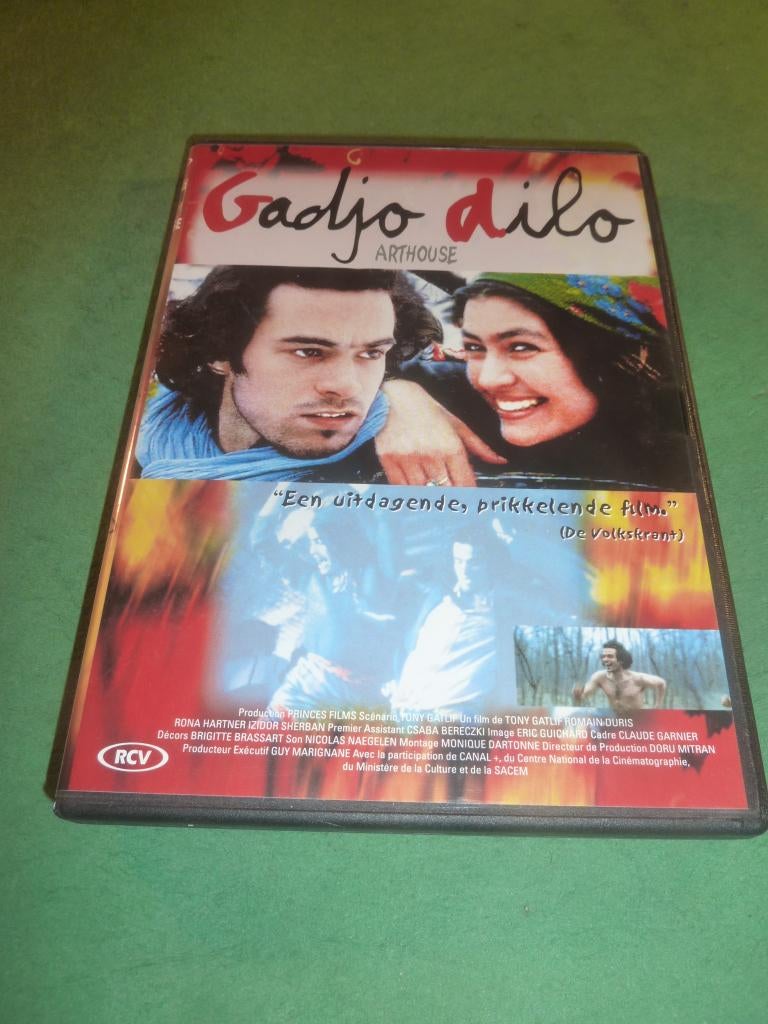 Gadjo dilo
ARTHOUSE
"Een uitdagende, prikkelende film."
(De Volkskrant)
Production PRINCES FILMS Scénario TONY GATLIF Un film de TONY GATLIF ROMAIN DURIS
RONA HARTNER IZIDOR SHERBAN Premier Assistant CSABA BERECZKI Image ERIC GUICHARD Cadre CLAUDE GARNIER
Décors BRIGITTE BRASSART Son NICOLAS NAEGELEN Montage MONIQUE DARTONNE Directeur de Production DORU MITRAN
Producteur Exécutif GUY MARIGNANE Avec la participation de CANAL +, du Centre National de la Cinématographie,
du Ministère de la Culture et de la SACEM
RCV